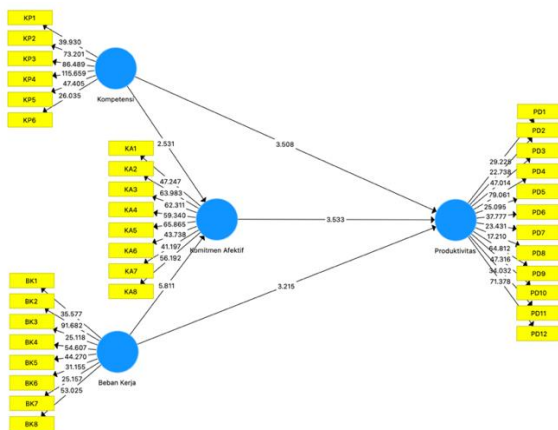 KP1
KP2
KP3
KP4
KP5
KP6
39.930
73.201
86.489
115.659
47.405
26.035
Kompetensi
2.531
3.508
KA1
KA2
KA3
KA4
KA5
KA6
KA7
KA8
47.247
63.983
62.311
59.340
65.865
43.738
41.197
56.192
Komitmen Afektif
3.533
5.811
3.215
BK1
BK2
BK3
BK4
BK5
BK6
BK7
BK8
35.577
91.682
25.118
54.607
44.270
31.155
25.157
53.025
Beban Kerja
Produktivitas
29.225
22.738
47.014
79.061
25.095
37.777
23.431
17.210
64.812
47.316
34.032
71.378
PD1
PD2
PD3
PD4
PD5
PD6
PD7
PD8
PD9
PD10
PD11
PD12